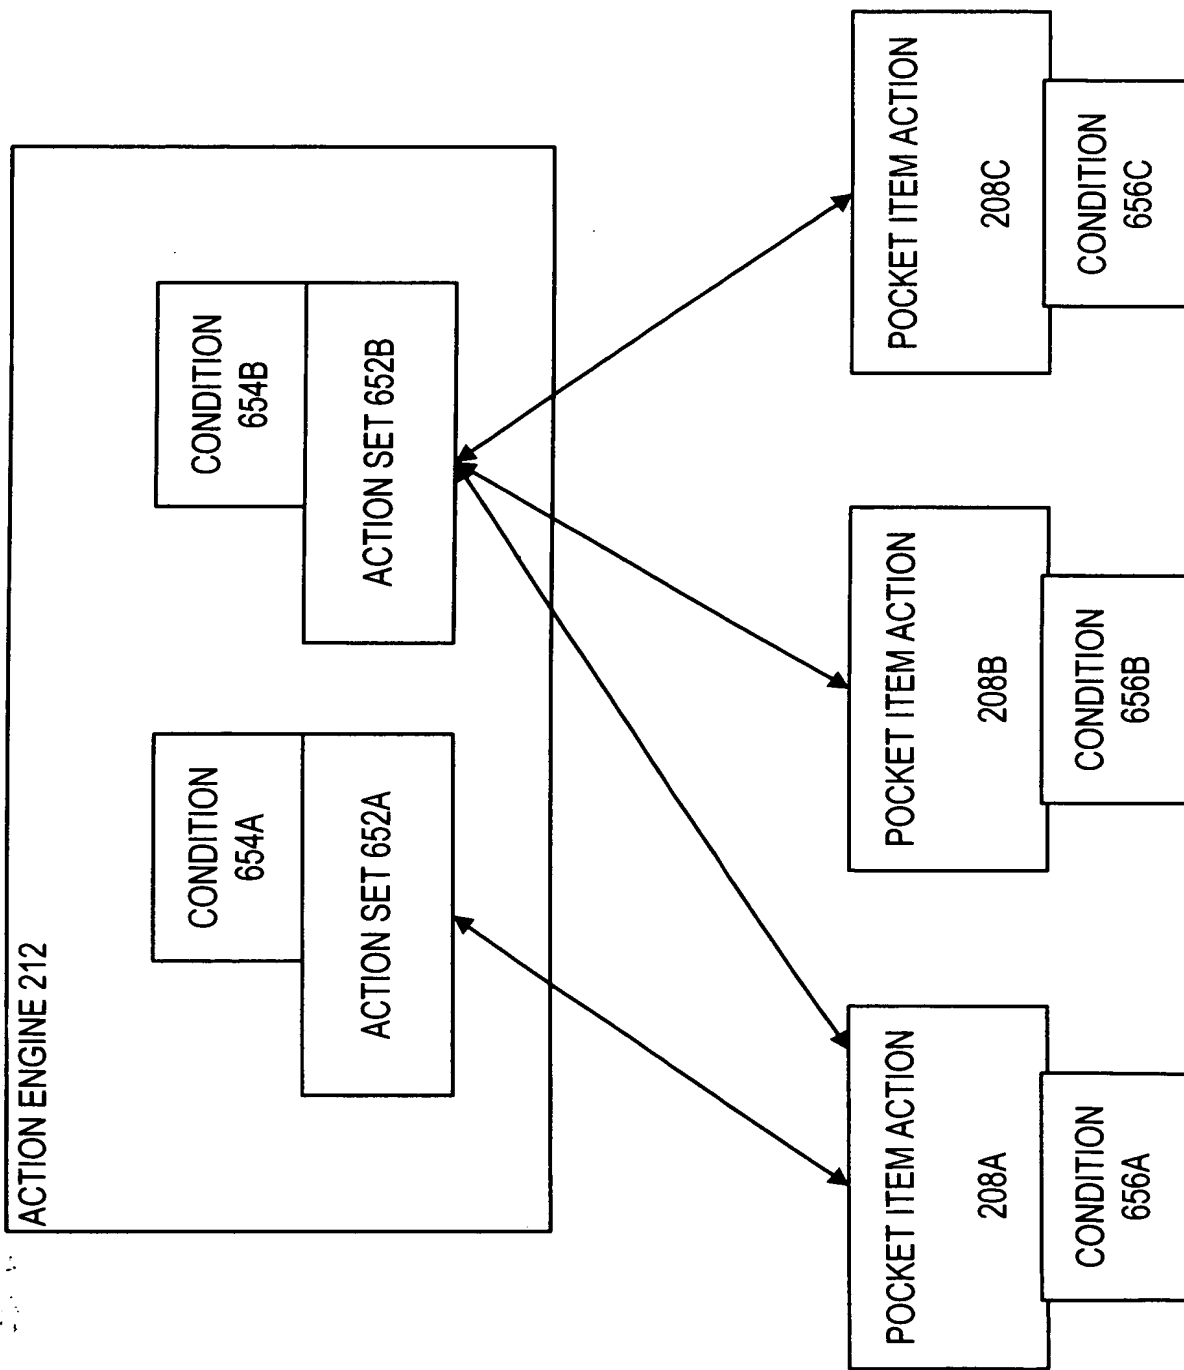 ACTION ENGINE 212
CONDITION
654A
ACTION SET 652A
CONDITION
654B
ACTION SET 652B
POCKET ITEM ACTION
208A
CONDITION
656A
POCKET ITEM ACTION
208B
CONDITION
656B
POCKET ITEM ACTION
208C
CONDITION
656C